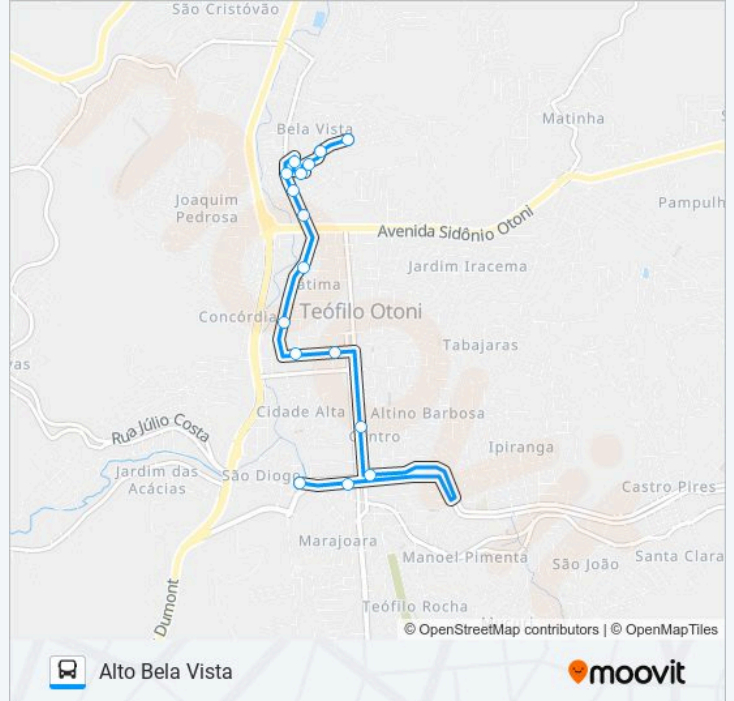 São Cristóvão
Bela Vista
Matinha
Joaquim
Pedrosa
Pampulh
Avenida Sidônio Otoni
Jardim Iracema
átima
Concórdia
Teófilo Otoni
Tabajaras
vas
Cidade Alta
Altino Barbosa
Rua Júlio Costa
Centro
Ipiranga
Jardim das
Acácias
São Diogo
Castro Pires
Marajoara
Manoel Pimenta
São João
Santa Clara
Dumont
Teófilo Rocha
© OpenStreetMap contributors | © OpenMapTiles
Alto Bela Vista
moovit